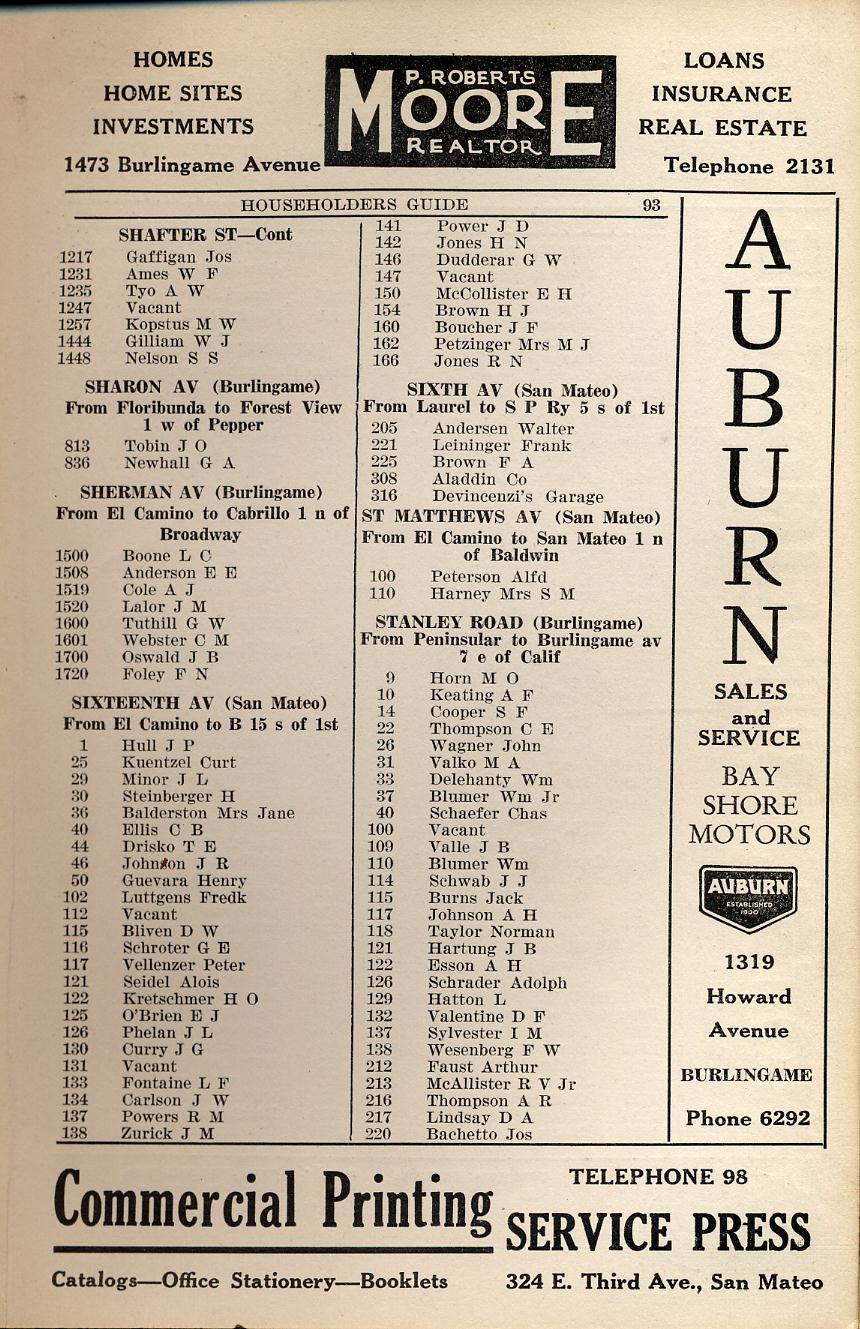 HOMES
HOME SITES
INVESTMENTS
1473 Burlingame Avenue
P. ROBERTS
MOORE
REALTOR
LOANS
INSURANCE
REAL ESTATE
Telephone 2131
HOUSEHOLDERS GUIDE 93
SHAFTER ST—Cont
1217 Gaffigan Jos
1231 Ames W F
1235 Tyo A W
1247 Vacant
1257 Kopstus M W
1444 Gilliam W J
1448 Nelson S S
SHARON AV (Burlingame)
From Floribunda to Forest View
1 w of Pepper
813 Tobin J O
836 Newhall G A
SHERMAN AV (Burlingame)
From El Camino to Cabrillo 1 n of
Broadway
1500 Boone L C
1508 Anderson E E
1519 Cole A J
1520 Lalor J M
1600 Tuthill G W
1601 Webster C M
1700 Oswald J B
1720 Foley F N
SIXTEENTH AV (San Mateo)
From El Camino to B 15 s of 1st
1 Hull J P
25 Kuentzel Curt
29 Minor J L
30 Steinberger H
36 Balderston Mrs Jane
40 Ellis C B
44 Drisko T E
46 Johnson J R
50 Guevara Henry
102 Luttgens Fredk
112 Vacant
115 Bliven D W
116 Schroter G E
117 Vellenzer Peter
121 Seidel Alois
122 Kretschmer H O
125 O'Brien E J
126 Phelan J L
130 Curry J G
131 Vacant
133 Fontaine L F
134 Carlson J W
137 Powers R M
138 Zurick J M
141 Power J D
142 Jones H N
146 Dudderar G W
147 Vacant
150 McCollister E H
154 Brown H J
160 Boucher J F
162 Petzinger Mrs M J
166 Jones R N
SIXTH AV (San Mateo)
From Laurel to S P Ry 5 s of 1st
205 Andersen Walter
221 Leininger Frank
225 Brown F A
308 Aladdin Co
316 Devincenzi's Garage
ST MATTHEWS AV (San Mateo)
From El Camino to San Mateo 1 n
of Baldwin
100 Peterson Alfd
110 Harney Mrs S M
STANLEY ROAD (Burlingame)
From Peninsular to Burlingame av
7 e of Calif
9 Horn M O
10 Keating A F
14 Cooper S F
22 Thompson C E
26 Wagner John
31 Valko M A
33 Delehanty Wm
37 Blumer Wm Jr
40 Schaefer Chas
100 Vacant
109 Valle J B
110 Blumer Wm
114 Schwab J J
115 Burns Jack
117 Johnson A H
118 Taylor Norman
121 Hartung J B
122 Esson A H
126 Schrader Adolph
129 Hatton L
132 Valentine D F
137 Sylvester I M
138 Wesenberg F W
212 Faust Arthur
213 McAllister R V Jr
216 Thompson A R
217 Lindsay D A
220 Bachetto Jos
AUBURN
SALES
and
SERVICE
BAY
SHORE
MOTORS
AUBURN
ESTABLISHED
1900
1319
Howard
Avenue
BURLINGAME
Phone 6292
Commercial Printing
Catalogs—Office Stationery—Booklets
TELEPHONE 98
SERVICE PRESS
324 E. Third Ave., San Mateo